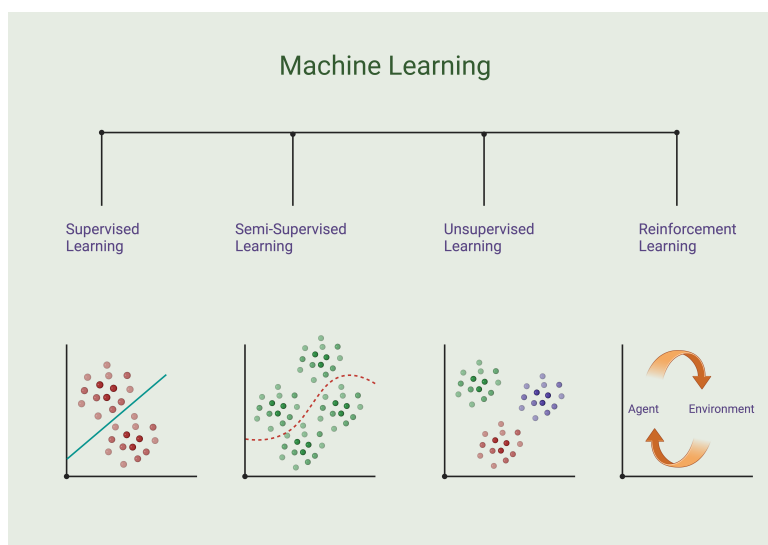 Machine Learning
Supervised
Learning
Semi-Supervised
Learning
Unsupervised
Learning
Reinforcement
Learning
Agent
Environment